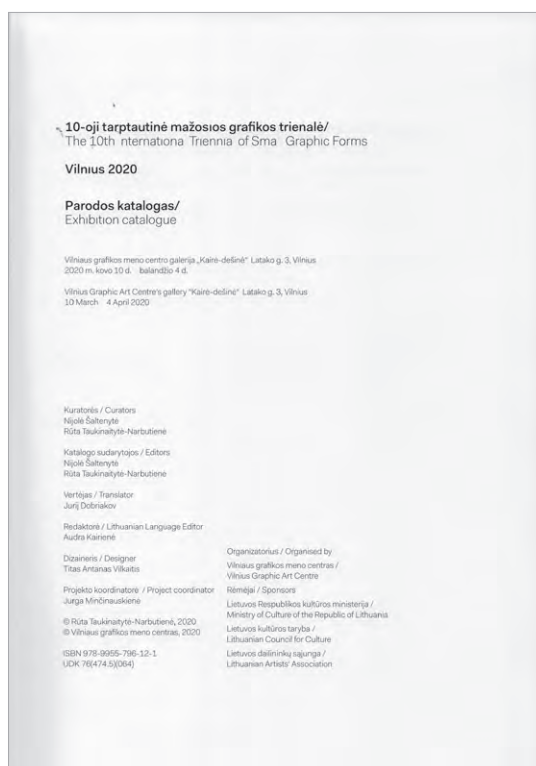 10-oji tarptautinė mažosios grafikos trienalė/
The 10th nternationa Triennia of Sma Graphic Forms
Vilnius 2020
Parodos katalogas/
Exhibition catalogue
Vilniaus grafikos meno centro galerija „Kairė-dešinė“ Latako g. 3, Vilnius
2020 m. kovo 10 d. balandžio 4 d.
Vilnius Graphic Art Centre's gallery "Kairė-dešinė" Latako g. 3, Vilnius
10 March 4 April 2020
Kuratorės / Curators
Nijolė Šaltenytė
Rūta Taukinaitytė-Narbutienė
Katalogo sudarytojos / Editors
Nijolė Šaltenytė
Rūta Taukinaitytė-Narbutienė
Vertėjas / Translator
Jurij Dobriakov
Redaktorė / Lithuanian Language Editor
Audra Kairienė
Dizaineris / Designer
Titas Antanas Vilkaitis
Projekto koordinatorė / Project coordinator
Jurga Minčinauskienė
© Rūta Taukinaitytė-Narbutienė, 2020
© Vilniaus grafikos meno centras, 2020
ISBN 978-9955-796-12-1
UDK 76(474.5)(064)
Organizatorius / Organised by
Vilniaus grafikos meno centras /
Vilnius Graphic Art Centre
Rėmėjai / Sponsors
Lietuvos Respublikos kultūros ministerija /
Ministry of Culture of the Republic of Lithuania
Lietuvos kultūros taryba /
Lithuanian Council for Culture
Lietuvos dailininkų sąjunga /
Lithuanian Artists' Association